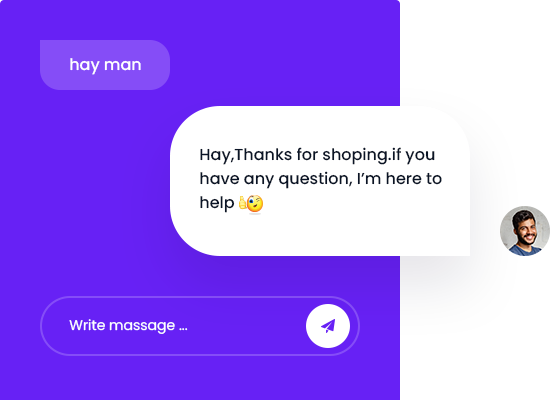 hay man
Hay,Thanks for shoping.if you
have any question, I’m here to
help 👍🧐
Write massage ...